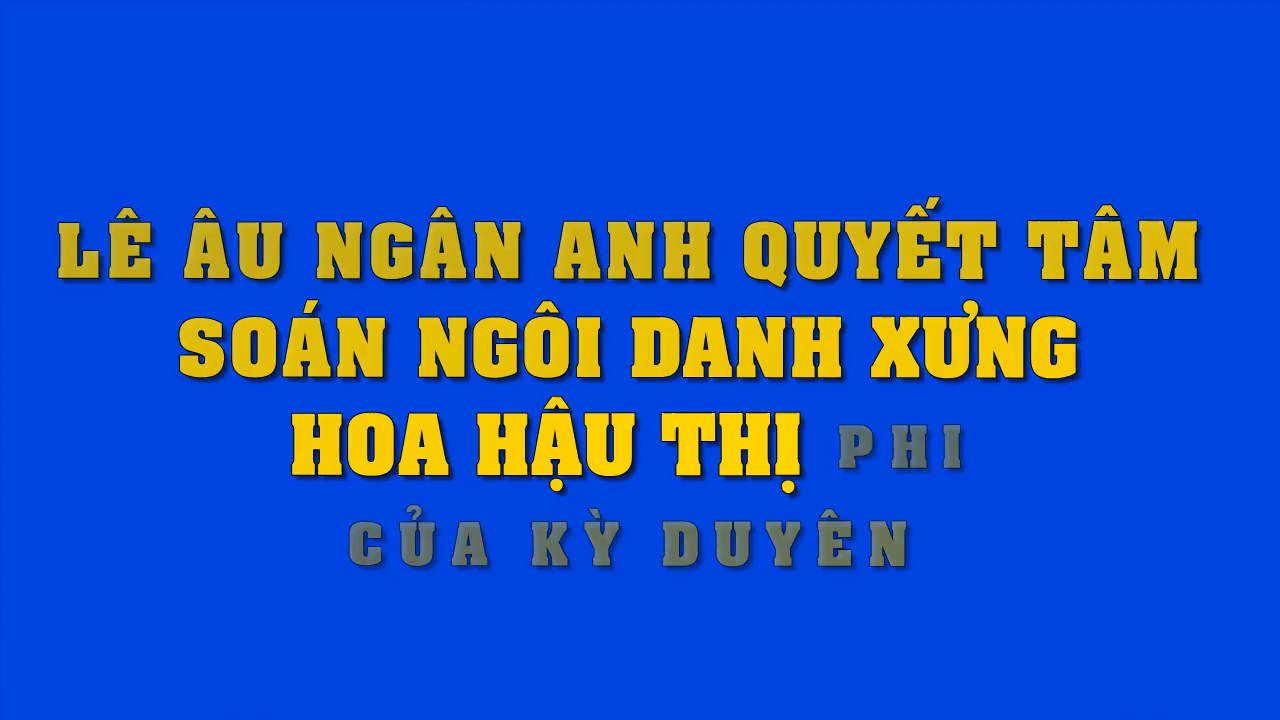 LÊ ÂU NGÂN ANH QUYẾT TÂM
SOÁN NGÔI DANH XƯNG
HOA HẬU THỊ PHI
CỦA KỲ DUYÊN